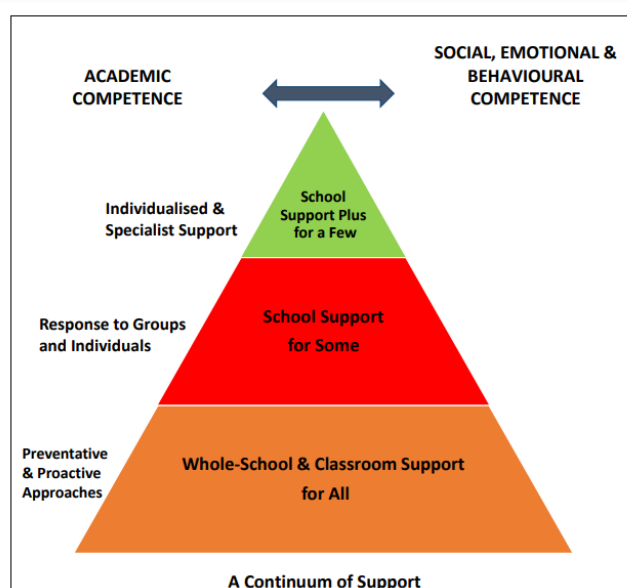 ACADEMIC
COMPETENCE
SOCIAL, EMOTIONAL &
BEHAVIOURAL
COMPETENCE
Individualised &
Specialist Support
School
Support Plus
for a Few
Response to Groups
and Individuals
School Support
for Some
Preventative
& Proactive
Approaches
Whole-School & Classroom Support
for All
A Continuum of Support